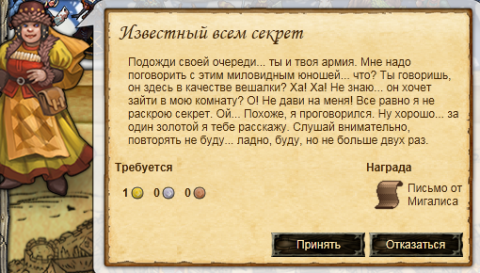 Известный всем секрет
Подожди своей очереди... ты и твоя армия. Мне надо
поговорить с этим миловидным юношей... что? Ты говоришь,
он здесь в качестве вешалки? Ха! Ха! Не знаю... он хочет
зайти в мою комнату? О! Не дави на меня! Все равно я не
раскрою секрет. Ой... Похоже, я проговорился. Ну хорошо... за
один золотой я тебе расскажу. Слушай внимательно,
повторять не буду... ладно, буду, но не больше двух раз.
Требуется Награда
1 0 0 Письмо от
Мигалиса
Принять Отказаться